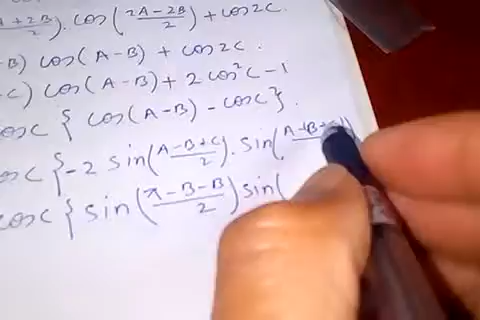 A+2B/2). cos(2A-2B/2) + cos2C.
-B) cos(A-B) + cos2C.
-C) cos(A-B) + 2cos²C-1
cosC { cos(A-B) - cosC }.
cosC {-2 sin(A-B+C/2). sin(A-B+
cosC { sin(π-B-B/2) sin(